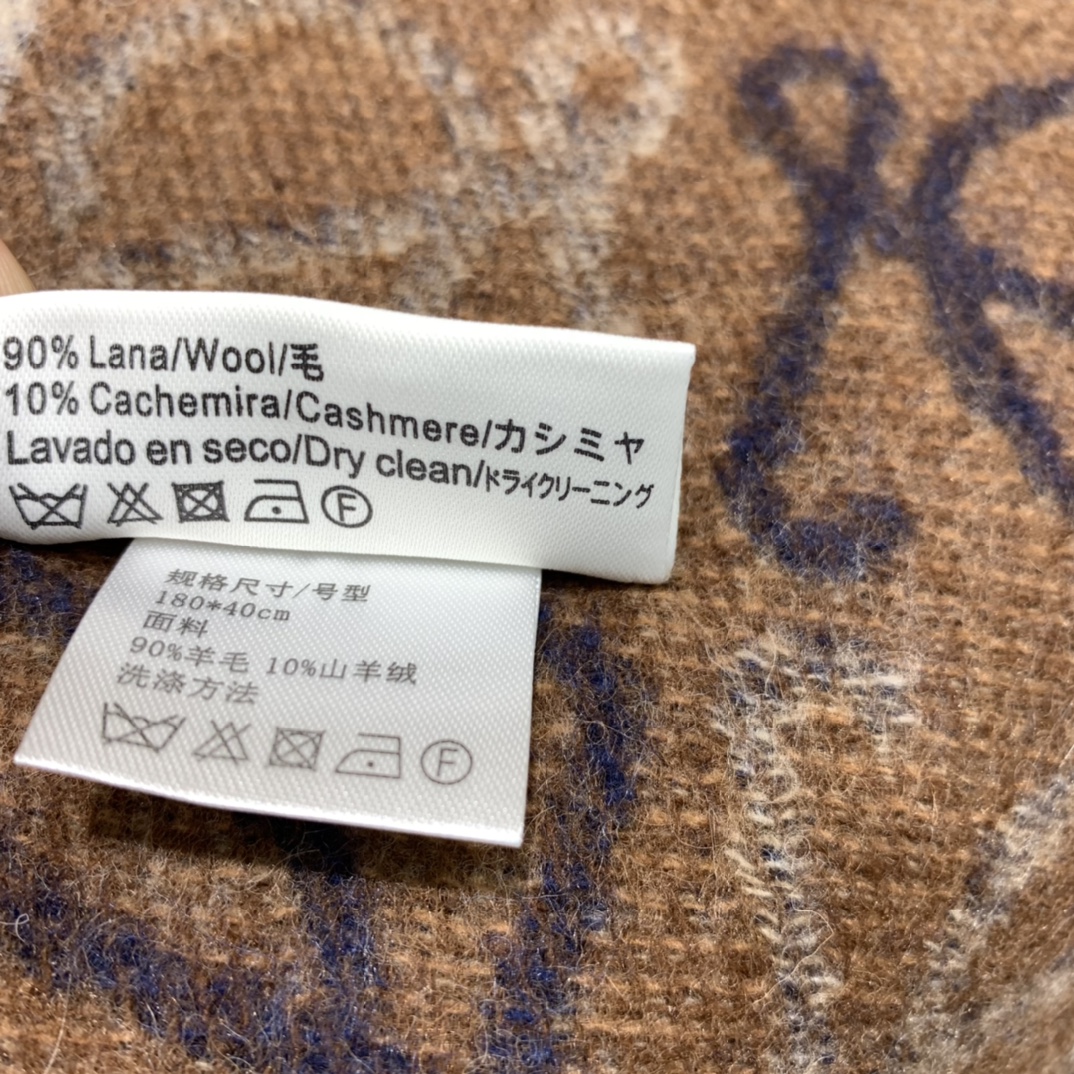 90% Lana/Wool/毛
10% Cachemira/Cashmere/カシミヤ
Lavado en seco/Dry clean/ドライクリーニング
F
规格尺寸/号型
180*40cm
面料
90%羊毛 10%山羊绒
洗涤方法
F